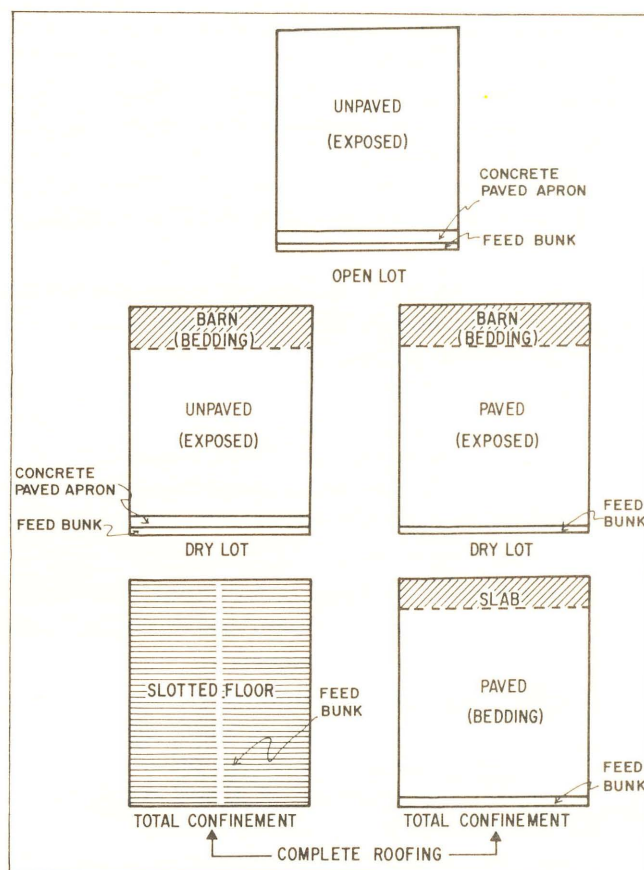 UNPAVED
(EXPOSED)
CONCRETE
PAVED APRON
FEED BUNK
OPEN LOT
BARN
(BEDDING)
UNPAVED
(EXPOSED)
CONCRETE
PAVED APRON
FEED BUNK
DRY LOT
BARN
(BEDDING)
PAVED
(EXPOSED)
FEED
BUNK
DRY LOT
SLOTTED FLOOR
FEED
BUNK
TOTAL CONFINEMENT
SLAB
PAVED
(BEDDING)
FEED
BUNK
TOTAL CONFINEMENT
COMPLETE ROOFING